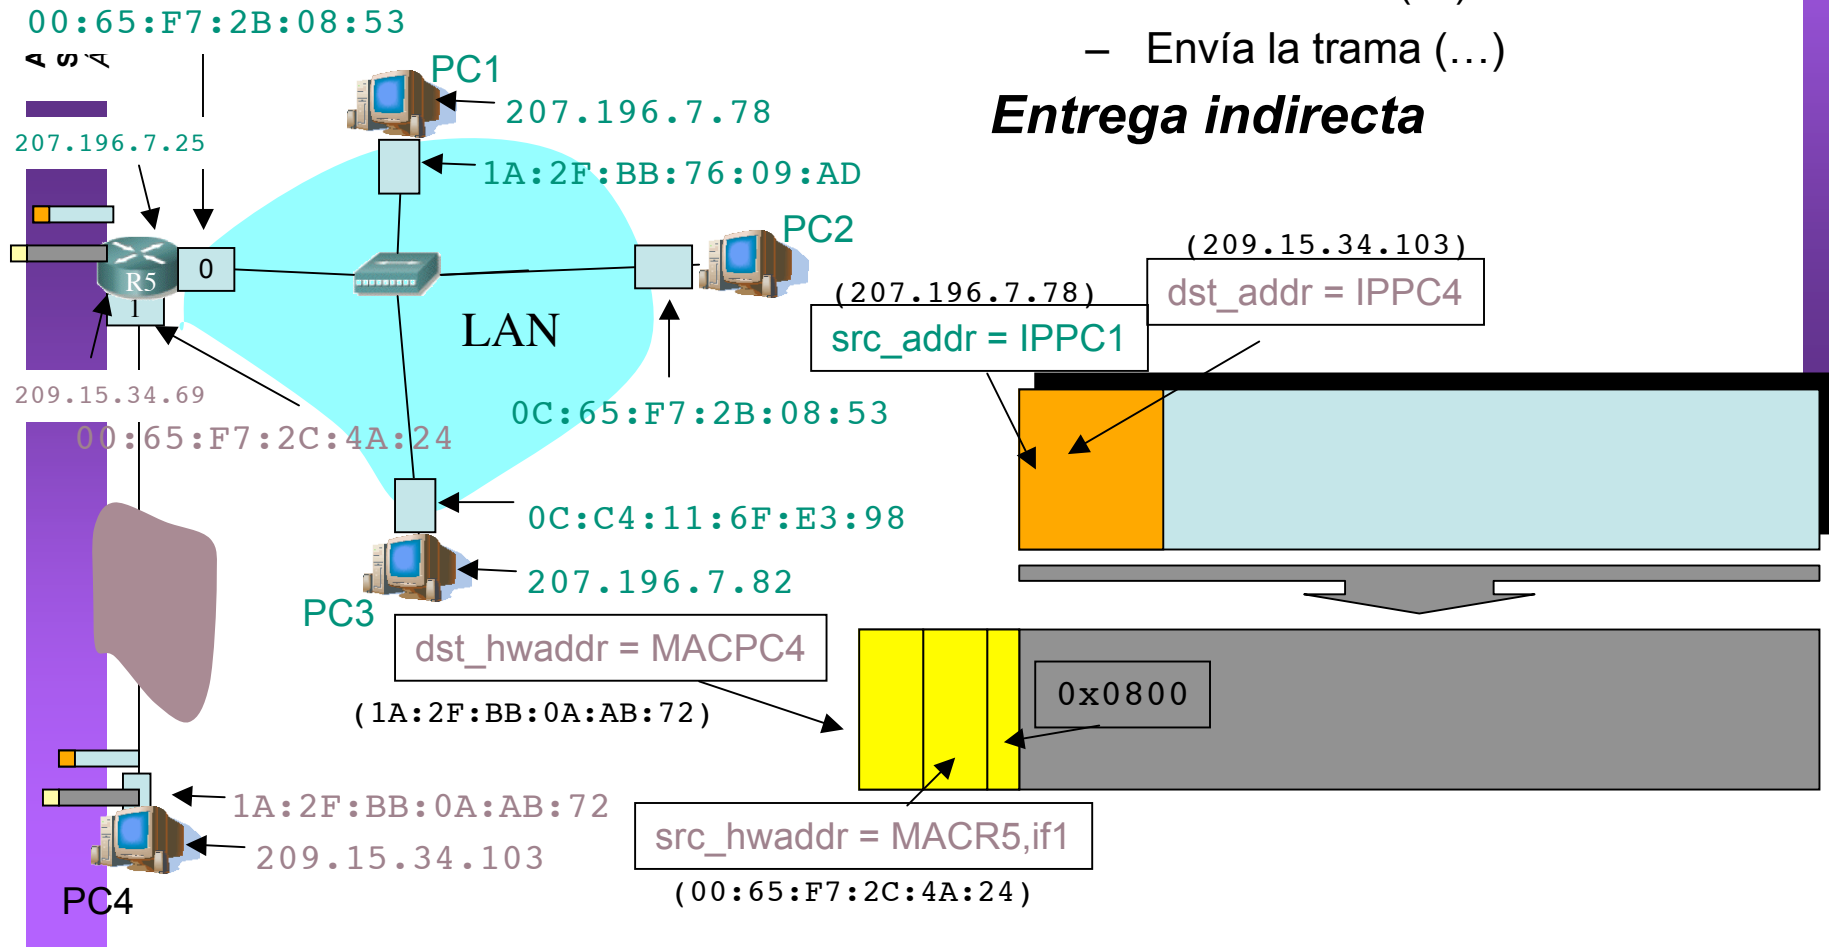 00:65:F7:2B:08:53
– Envía la trama (…)
PC1
Entrega indirecta
207.196.7.78
207.196.7.25
1A:2F:BB:76:09:AD
PC2
(209.15.34.103)
0
R5
1
(207.196.7.78)
dst_addr = IPPC4
LAN
src_addr = IPPC1
209.15.34.69
0C:65:F7:2B:08:53
00:65:F7:2C:4A:24
0C:C4:11:6F:E3:98
207.196.7.82
PC3
dst_hwaddr = MACPC4
0x0800
(1A:2F:BB:0A:AB:72)
1A:2F:BB:0A:AB:72
src_hwaddr = MACR5,if1
209.15.34.103
PC4
(00:65:F7:2C:4A:24)